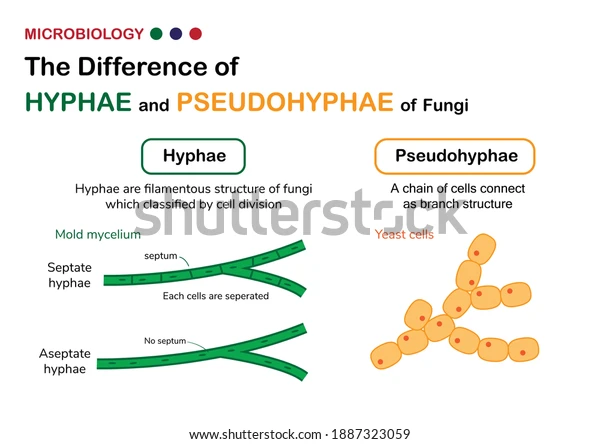 MICROBIOLOGY
The Difference of
HYPHAE and PSEUDOHYPHAE of Fungi
Hyphae
Hyphae are filamentous structure of fungi
which classified by cell division
Mold mycelium
Septate
hyphae
septum
Each cells are seperated
Aseptate
hyphae
No septum
Pseudohyphae
A chain of cells connect
as branch structure
Yeast cells
shutterstock
www.shutterstock.com · 1887323059